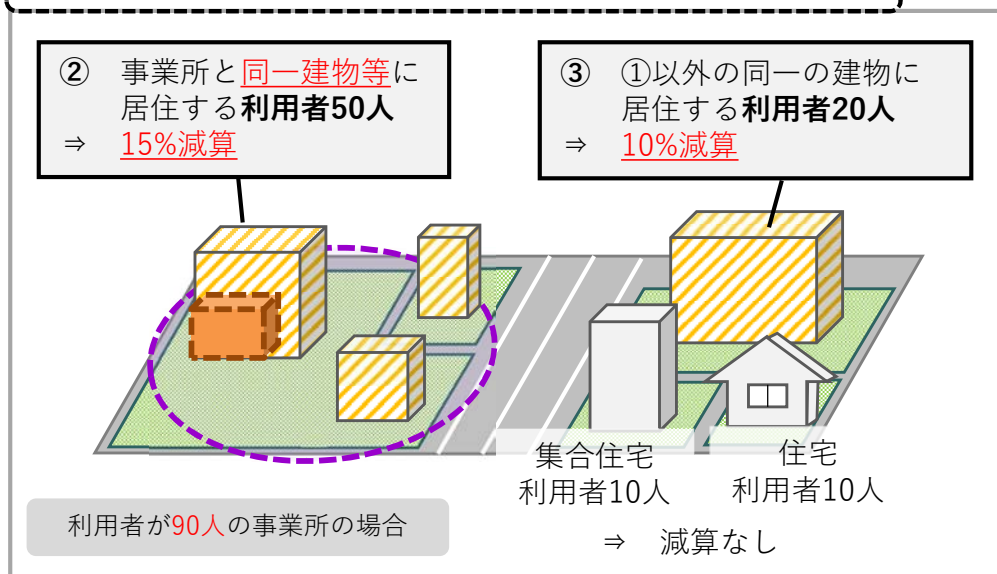 ② 事業所と同一建物等に
居住する利用者50人
⇒ 15%減算
③ ①以外の同一の建物に
居住する利用者20人
⇒ 10%減算
集合住宅
利用者10人
住宅
利用者10人
⇒ 減算なし
利用者が90人の事業所の場合